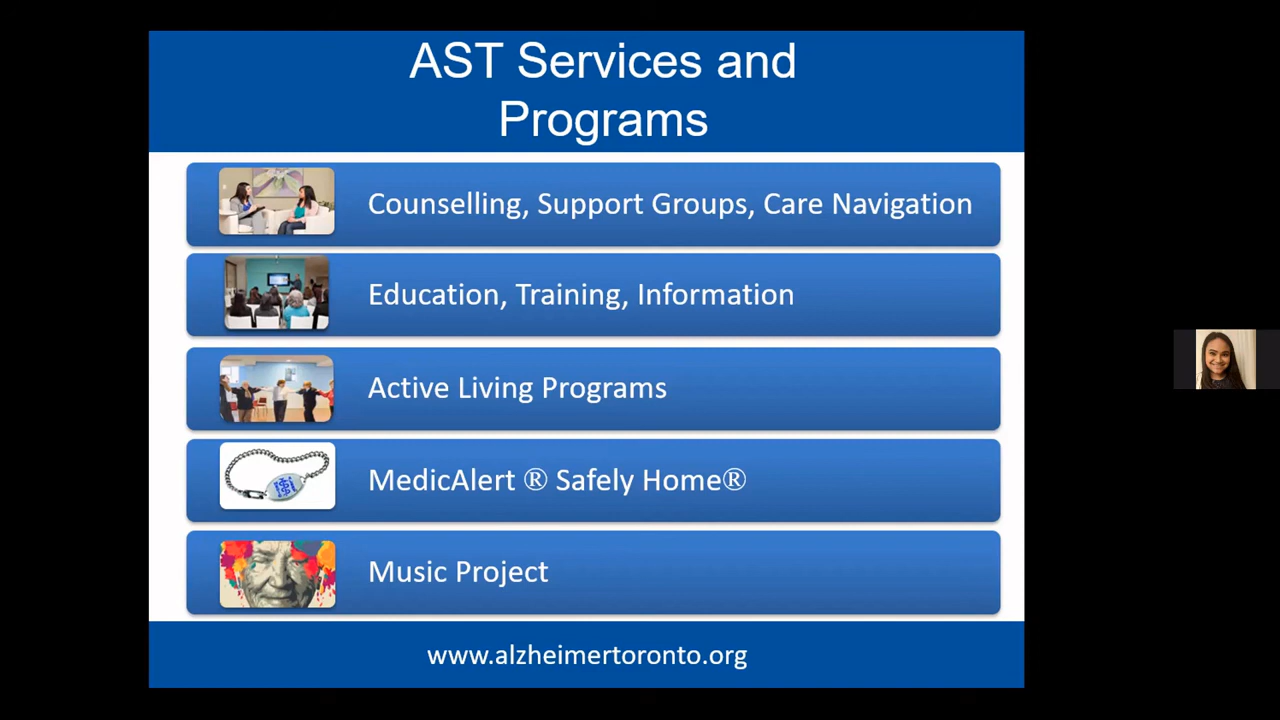 AST Services and
Programs
Counselling, Support Groups, Care Navigation
Education, Training, Information
Active Living Programs
MedicAlert ® Safely Home®
Music Project
www.alzheimertoronto.org